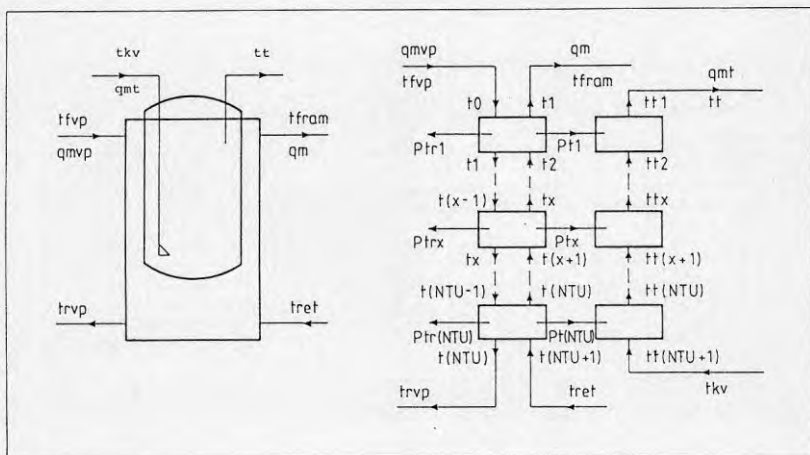 tkv
tt
qmt
tfvp
qmvp
tfram
qm
trvp
tret
qmvp
tfvp
qm
tfram
qmt
tt
t0
t1
tt1
Ptr1
Pt1
t1
t2
tt2
t(x-1)
tx
ttx
Ptrx
Ptx
tx
t(x+1)
tt(x+1)
t(NTU-1)
t(NTU)
tt(NTU)
Ptr(NTU)
Pt(NTU)
t(NTU)
t(NTU+1)
tt(NTU+1)
trvp
tret
tkv